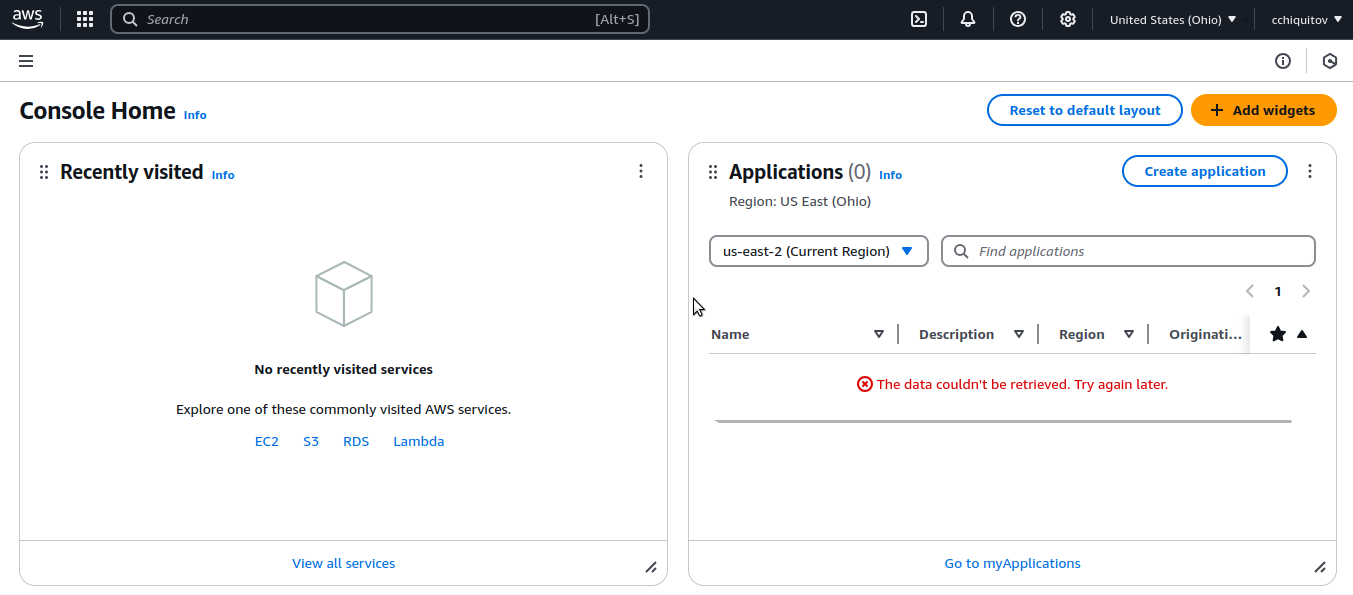 aws Search [Alt+S] United States (Ohio) cchiquitov
Console Home Info Reset to default layout Add widgets
Recently visited Info
No recently visited services
Explore one of these commonly visited AWS services.
EC2 S3 RDS Lambda
View all services
Applications (0) Info Create application
Region: US East (Ohio)
us-east-2 (Current Region) Find applications
1
Name Description Region Originati...
The data couldn't be retrieved. Try again later.
Go to myApplications